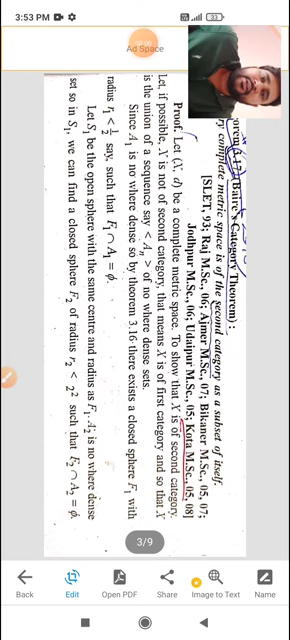 3:53 PM
33
Ad Space
orem 3.17. (Baire's Category Theorem) :
ry complete metric space is of the second category as a subset of itself.
[SLET, 93; Raj M.Sc., 06; Ajmer M.Sc., 07; Bikaner M.Sc., 05, 07;
Jodhpur M.Sc., 06; Udaipur M.Sc., 05; Kota M.Sc., 05, 08]
Proof. Let (X, d) be a complete metric space. To show that X is of second category.
Let, if possible, X is not of second category, that means X is of first category and so that X
is the union of a sequence say < Aₙ > of no where dense sets.
Since A₁ is no where dense so by theorem 3.16 there exists a closed sphere F₁ with
radius r₁ < 1/2 say, such that F₁ ∩ A₁ = φ.
Let S₁ be the open sphere with the same centre and radius as F₁. A₂ is no where dense
set so in S₁, we can find a closed sphere F₂ of radius r₂ < 2² such that F₂ ∩ A₂ = φ.
3/9
Back
Edit
Open PDF
Share
Image to Text
Name